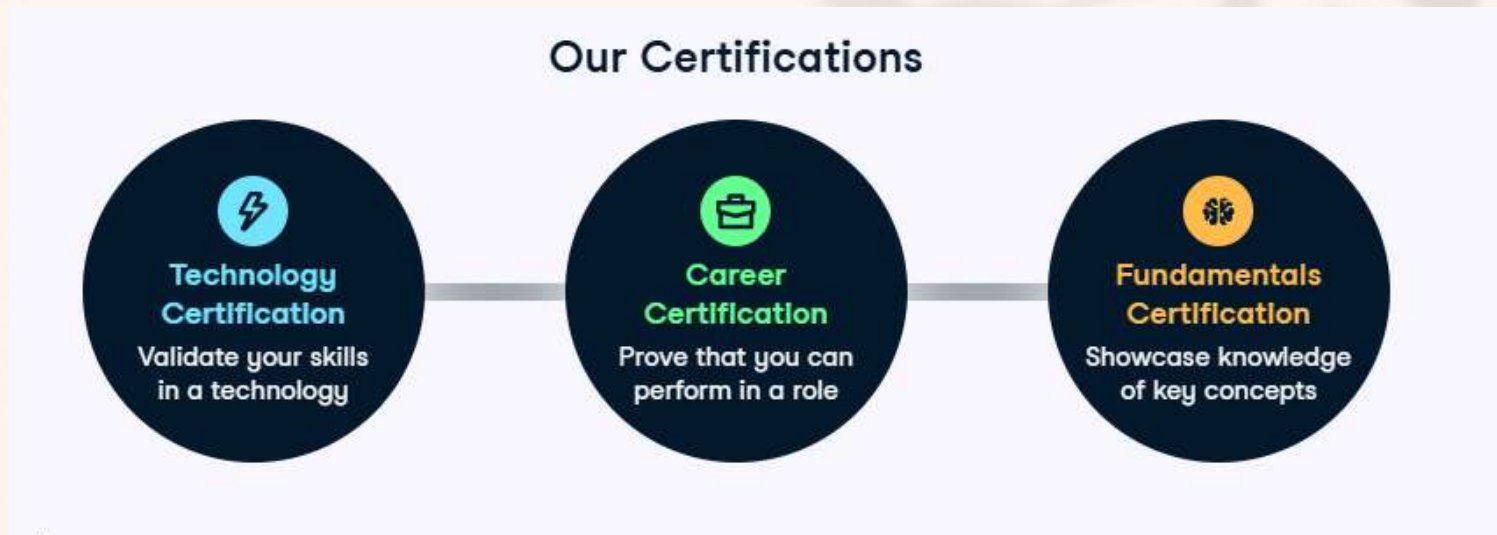 Our Certifications
Technology
Certification
Validate your skills
in a technology
Career
Certification
Prove that you can
perform in a role
Fundamentals
Certification
Showcase knowledge
of key concepts